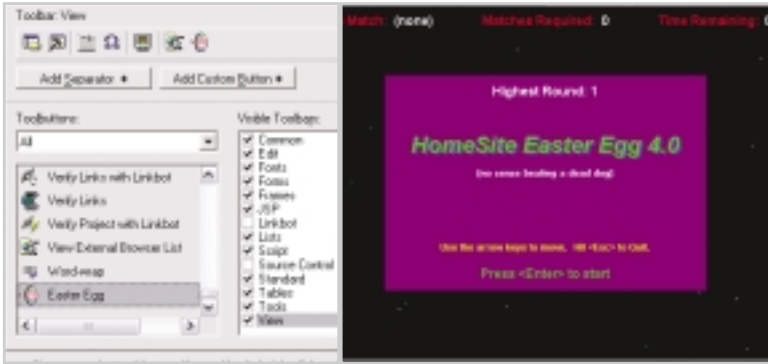 Toolbar: View
Add Separator
Add Custom Button
Toolbuttons:
All
Verify Links with Linkbot
Verify Links
Verify Project with Linkbot
View External Browser List
Word-wrap
Easter Egg
Visible Toolbars:
Common
Edit
Fonts
Forms
Frames
JSP
Linkbot
Lists
Script
Source Control
Standard
Tables
Tools
View
Match: (none)
Matches Required: 0
Time Remaining: 0
Highest Round: 1
HomeSite Easter Egg 4.0
(no sense beating a dead dog)
Use the arrow keys to move. Hit <Esc> to Quit.
Press <Enter> to start